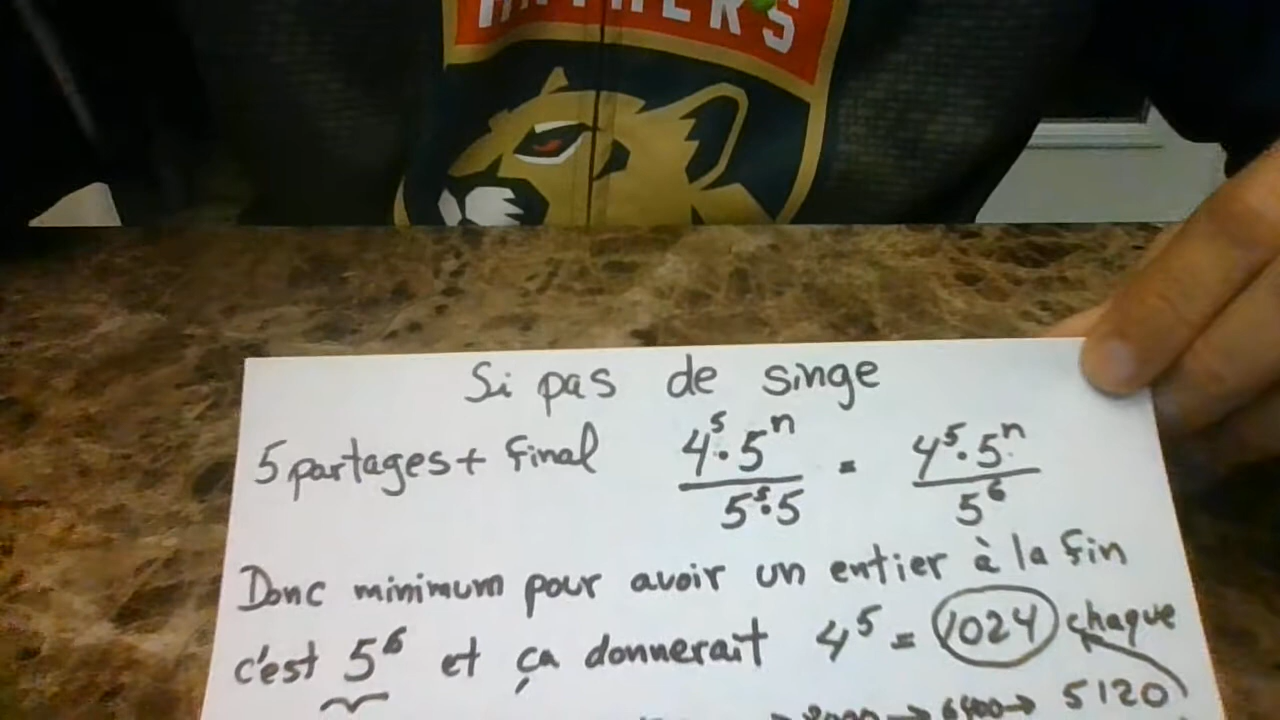 Si pas de singe
5 partages + final 4⁵·5ⁿ / 5⁵·5 = 4⁵·5ⁿ / 5⁶
Donc minimum pour avoir un entier à la fin
c'est 5⁶ et ça donnerait 4⁵ = 1024 chaque
→ 6400 → 5120